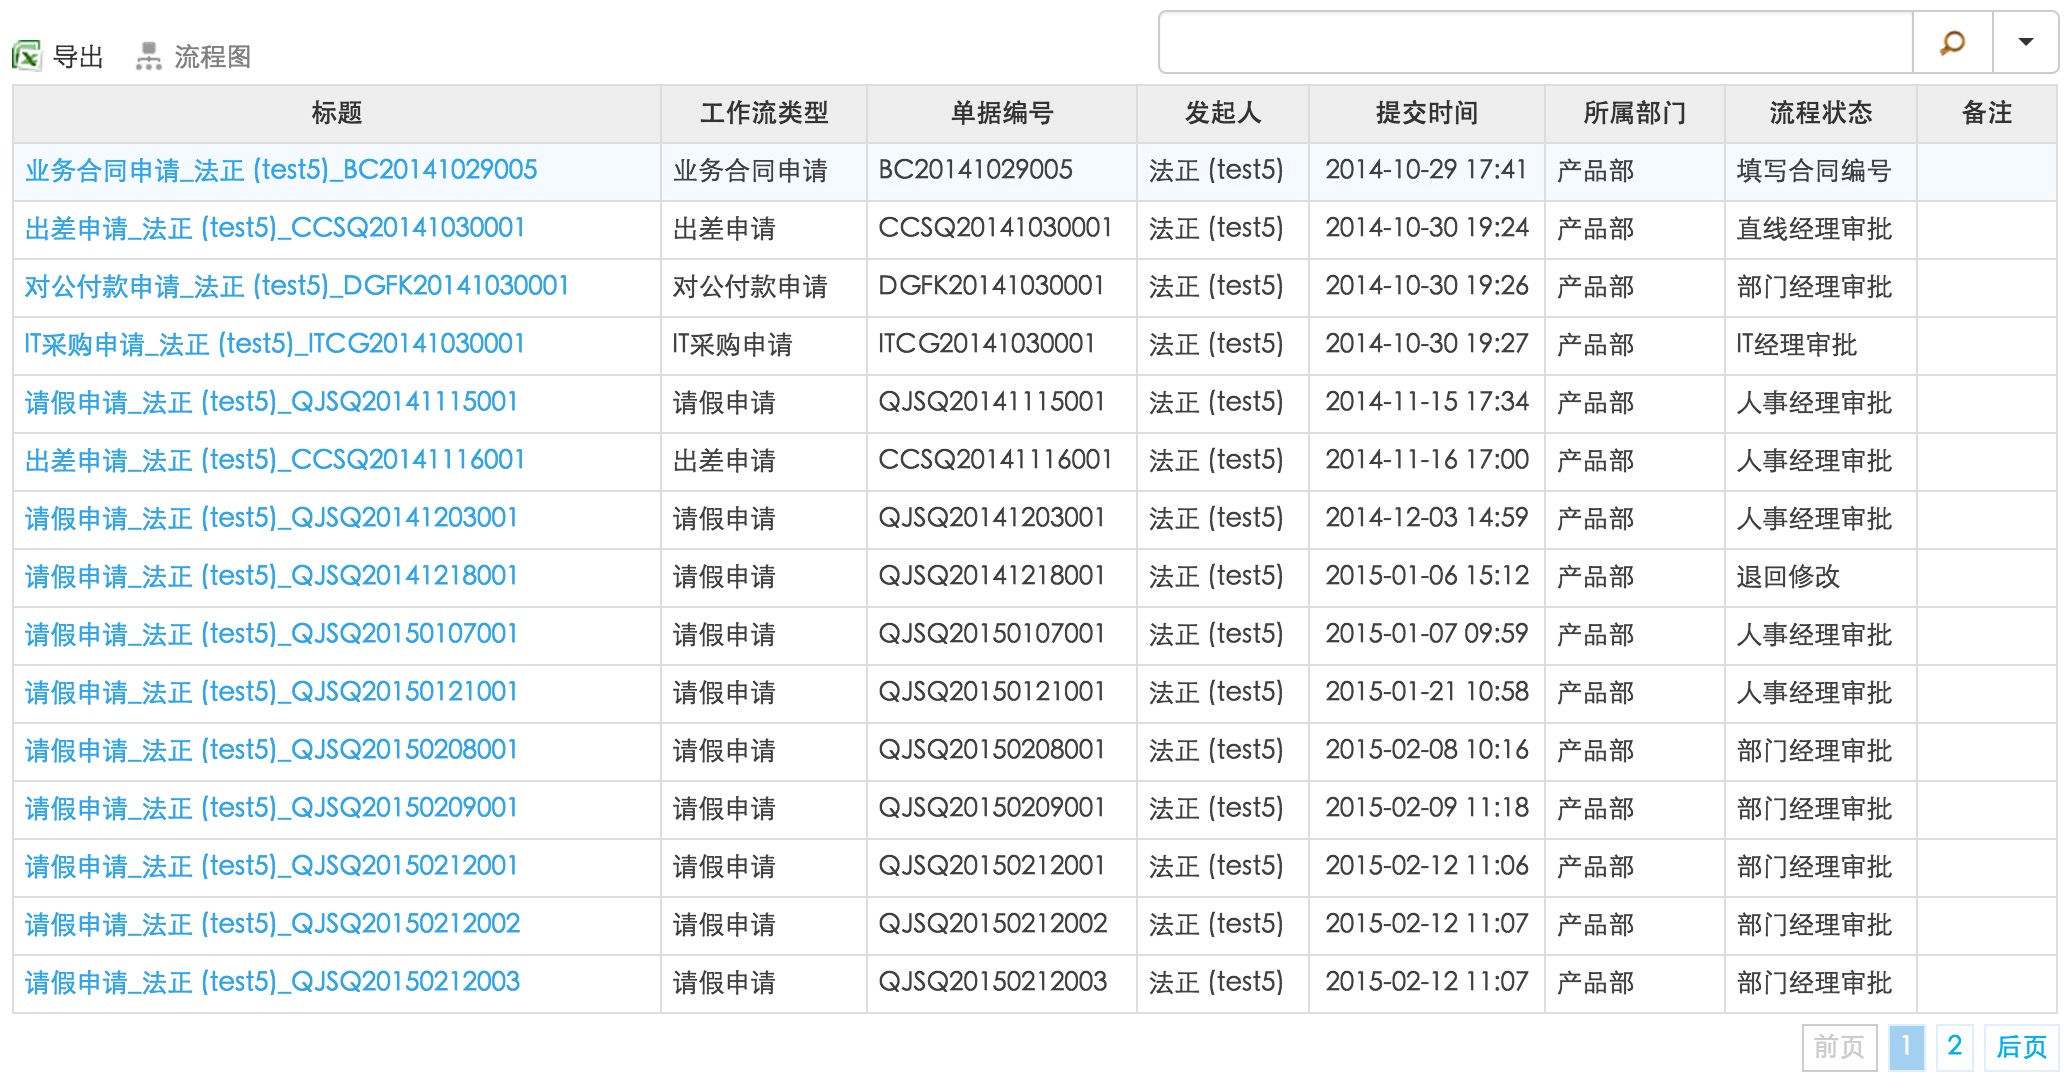 导出 流程图
标题 工作流类型 单据编号 发起人 提交时间 所属部门 流程状态 备注
业务合同申请_法正 (test5)_BC20141029005 业务合同申请 BC20141029005 法正 (test5) 2014-10-29 17:41 产品部 填写合同编号
出差申请_法正 (test5)_CCSQ20141030001 出差申请 CCSQ20141030001 法正 (test5) 2014-10-30 19:24 产品部 直线经理审批
对公付款申请_法正 (test5)_DGFK20141030001 对公付款申请 DGFK20141030001 法正 (test5) 2014-10-30 19:26 产品部 部门经理审批
IT采购申请_法正 (test5)_ITCG20141030001 IT采购申请 ITCG20141030001 法正 (test5) 2014-10-30 19:27 产品部 IT经理审批
请假申请_法正 (test5)_QJSQ20141115001 请假申请 QJSQ20141115001 法正 (test5) 2014-11-15 17:34 产品部 人事经理审批
出差申请_法正 (test5)_CCSQ20141116001 出差申请 CCSQ20141116001 法正 (test5) 2014-11-16 17:00 产品部 人事经理审批
请假申请_法正 (test5)_QJSQ20141203001 请假申请 QJSQ20141203001 法正 (test5) 2014-12-03 14:59 产品部 人事经理审批
请假申请_法正 (test5)_QJSQ20141218001 请假申请 QJSQ20141218001 法正 (test5) 2015-01-06 15:12 产品部 退回修改
请假申请_法正 (test5)_QJSQ20150107001 请假申请 QJSQ20150107001 法正 (test5) 2015-01-07 09:59 产品部 人事经理审批
请假申请_法正 (test5)_QJSQ20150121001 请假申请 QJSQ20150121001 法正 (test5) 2015-01-21 10:58 产品部 人事经理审批
请假申请_法正 (test5)_QJSQ20150208001 请假申请 QJSQ20150208001 法正 (test5) 2015-02-08 10:16 产品部 部门经理审批
请假申请_法正 (test5)_QJSQ20150209001 请假申请 QJSQ20150209001 法正 (test5) 2015-02-09 11:18 产品部 部门经理审批
请假申请_法正 (test5)_QJSQ20150212001 请假申请 QJSQ20150212001 法正 (test5) 2015-02-12 11:06 产品部 部门经理审批
请假申请_法正 (test5)_QJSQ20150212002 请假申请 QJSQ20150212002 法正 (test5) 2015-02-12 11:07 产品部 部门经理审批
请假申请_法正 (test5)_QJSQ20150212003 请假申请 QJSQ20150212003 法正 (test5) 2015-02-12 11:07 产品部 部门经理审批
前页 1 2 后页